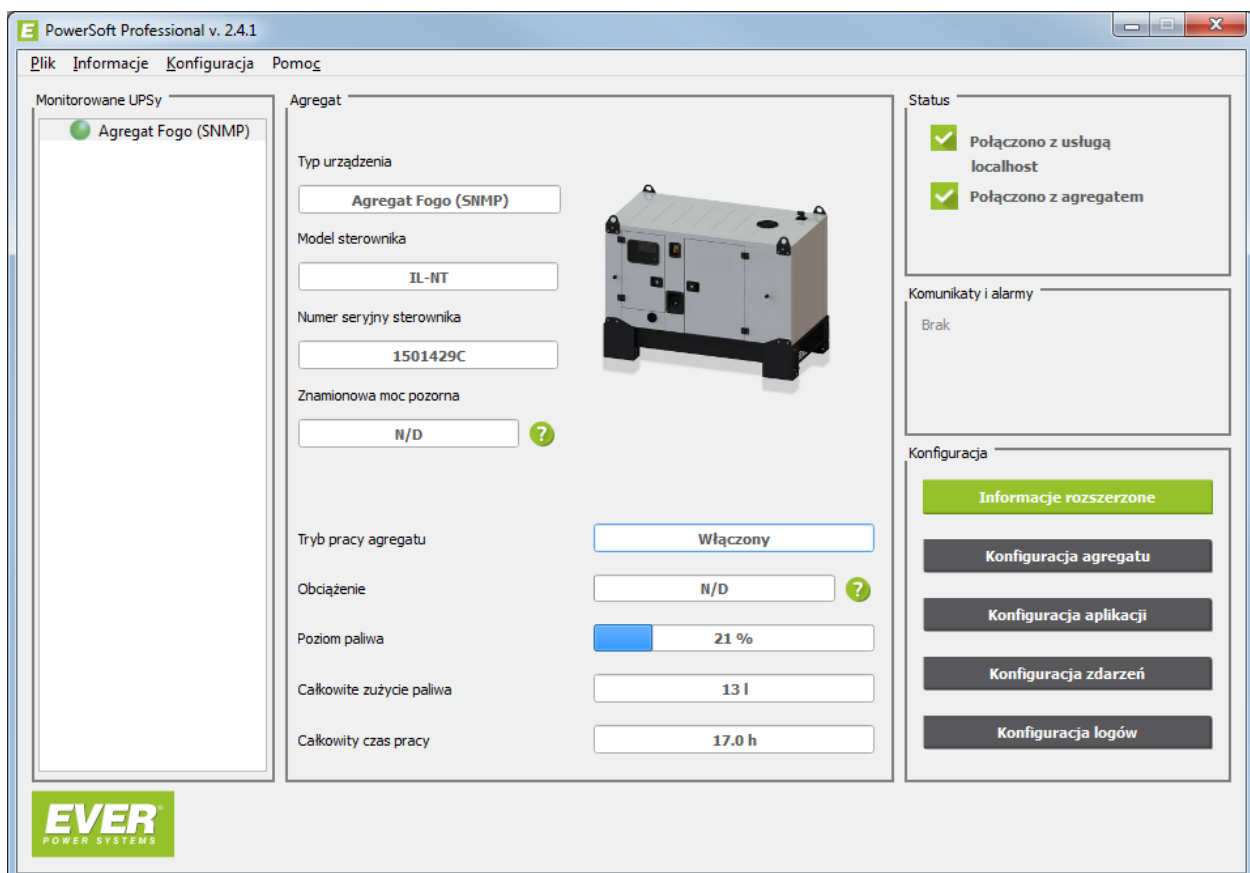 PowerSoft Professional v. 2.4.1
Plik Informacje Konfiguracja Pomoc
Monitorowane UPSy
Agregat Fogo (SNMP)
Agregat
Typ urządzenia
Agregat Fogo (SNMP)
Model sterownika
IL-NT
Numer seryjny sterownika
1501429C
Znamionowa moc pozorna
N/D ?
Tryb pracy agregatu Włączony
Obciążenie N/D ?
Poziom paliwa 21 %
Całkowite zużycie paliwa 13 l
Całkowity czas pracy 17.0 h
Status
Połączono z usługą
localhost
Połączono z agregatem
Komunikaty i alarmy
Brak
Konfiguracja
Informacje rozszerzone
Konfiguracja agregatu
Konfiguracja aplikacji
Konfiguracja zdarzeń
Konfiguracja logów
EVER
POWER SYSTEMS